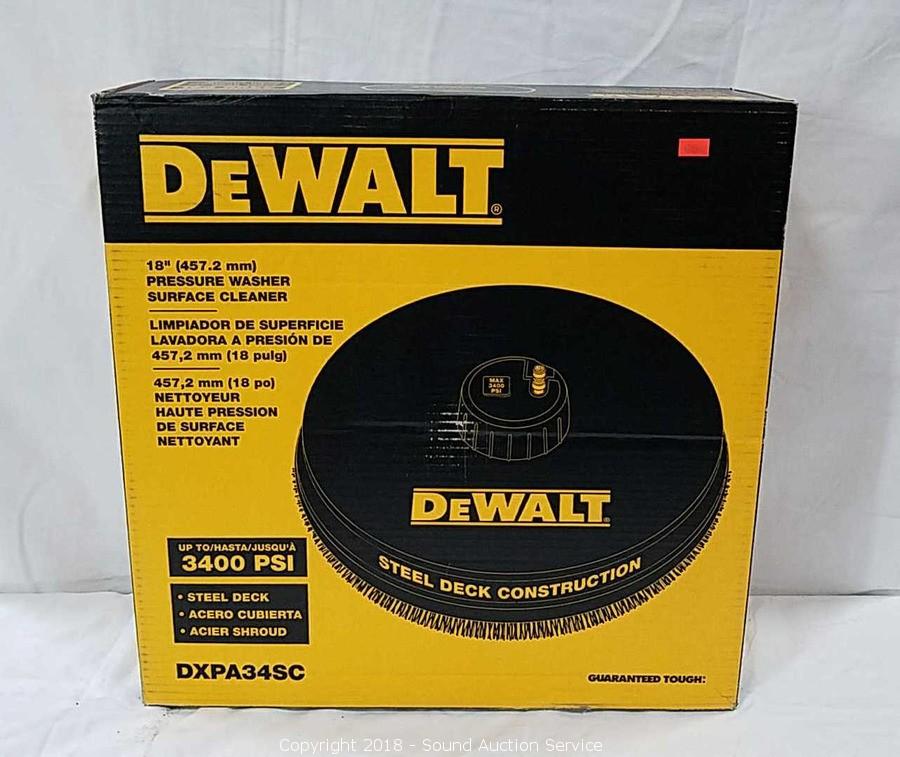 DEWALT®
18" (457.2 mm)
PRESSURE WASHER
SURFACE CLEANER
LIMPIADOR DE SUPERFICIE
LAVADORA A PRESIÓN DE
457,2 mm (18 pulg)
457,2 mm (18 po)
NETTOYEUR
HAUTE PRESSION
DE SURFACE
NETTOYANT
MAX
3400
PSI
DEWALT
STEEL DECK CONSTRUCTION
UP TO/HASTA/JUSQU'À
3400 PSI
• STEEL DECK
• ACERO CUBIERTA
• ACIER SHROUD
DXPA34SC
GUARANTEED TOUGH.
Copyright 2018 - Sound Auction Service